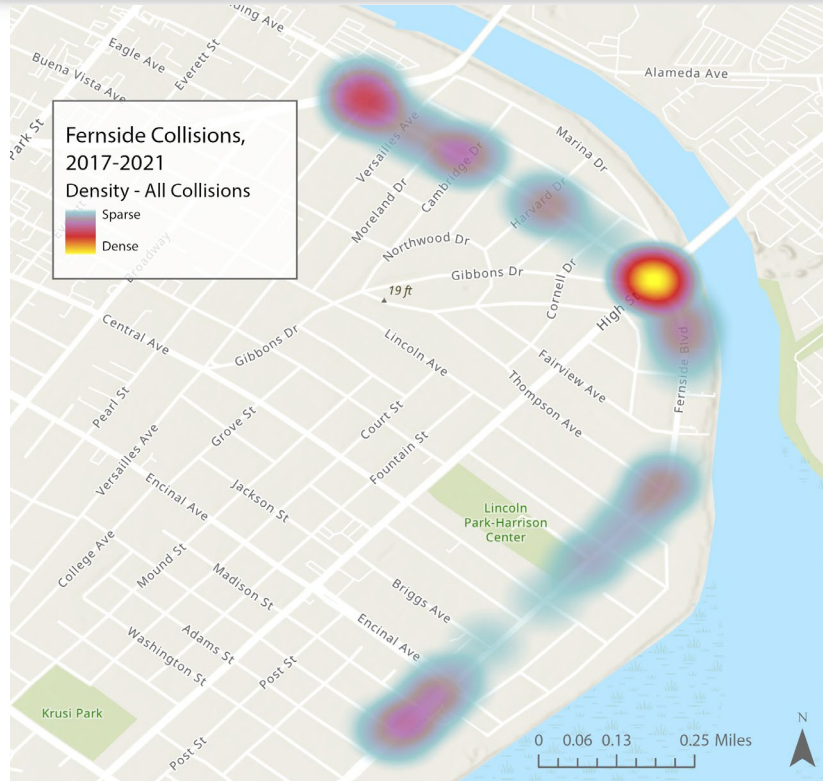 Eagle Ave
Everett St
Buena Vista Ave
Park St
Alameda Ave
Fernside Collisions,
2017-2021
Density - All Collisions
Sparse
Dense
Broadway
Versailles Ave
Cambridge Dr
Moreland Dr
Marina Dr
Harvard Dr
Northwood Dr
Gibbons Dr
Cornell Dr
19 ft
High St
Central Ave
Gibbons Dr
Lincoln Ave
Fairview Ave
Thompson Ave
Fernside Blvd
Pearl St
Versailles Ave
Grove St
Court St
Fountain St
Encinal Ave
Jackson St
Lincoln
Park-Harrison
Center
College Ave
Mound St
Madison St
Briggs Ave
Adams St
Washington St
Encinal Ave
Post St
Krusi Park
Post St
0 0.06 0.13 0.25 Miles
N